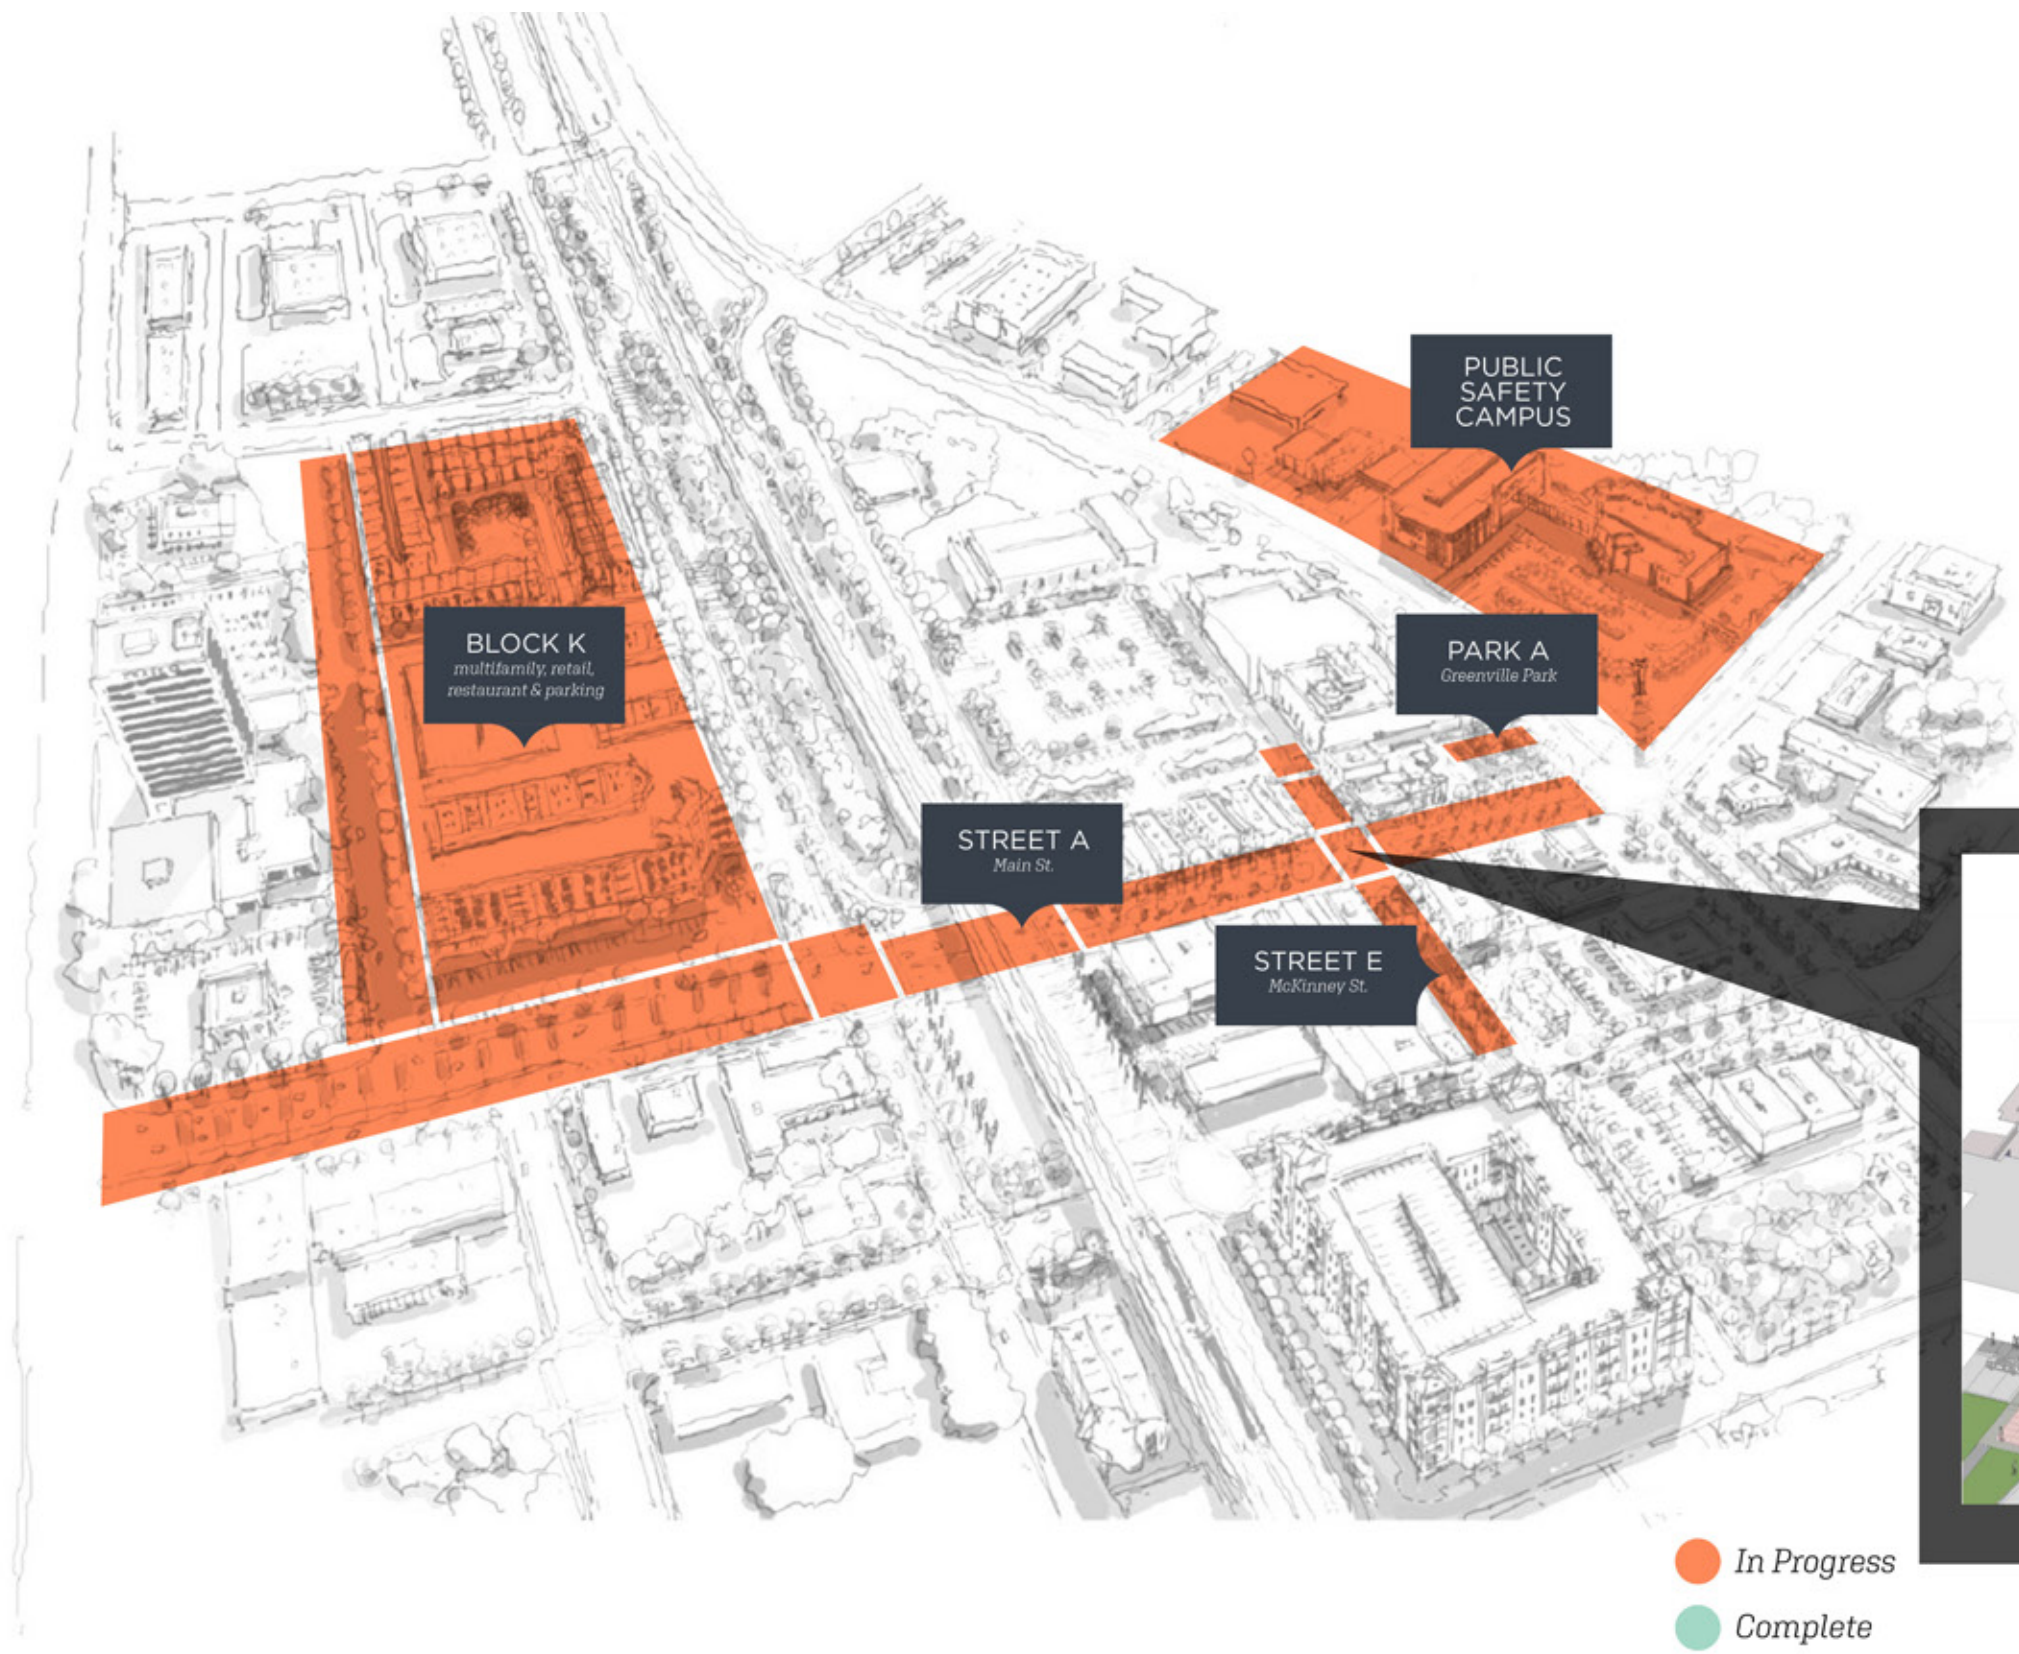 PUBLIC
SAFETY
CAMPUS
BLOCK K
multifamily, retail,
restaurant & parking
PARK A
Greenville Park
STREET A
Main St.
STREET E
McKinney St.
In Progress
Complete